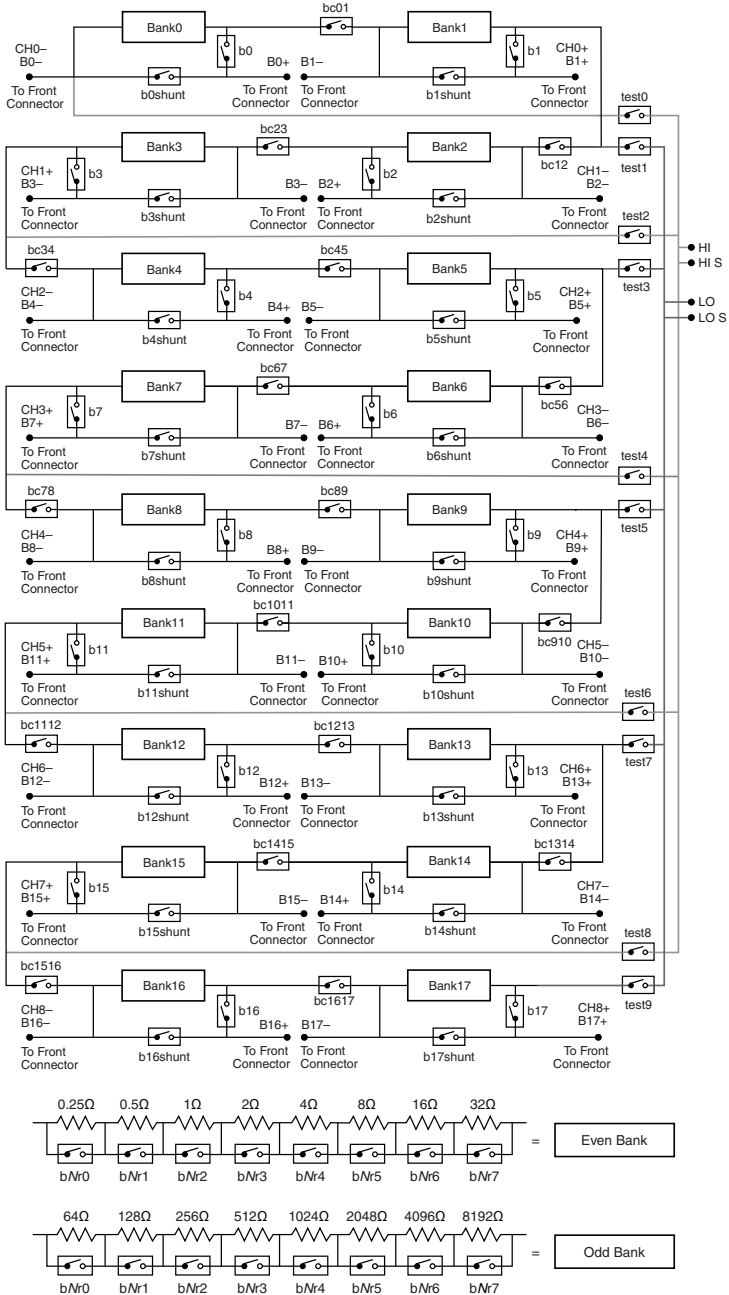 bc01
Bank0 Bank1
CH0– b0 B0+ B1– b1 CH0+
B0– B1+
To Front b0shunt To Front To Front b1shunt To Front
Connector Connector Connector Connector
test0
bc23
Bank3 Bank2 bc12 test1
CH1+ b3 B3– B2+ b2 CH1–
B3– B2–
To Front b3shunt To Front To Front b2shunt To Front
Connector Connector Connector Connector
test2
HI
HI S
bc34 bc45
Bank4 Bank5 test3
CH2– b4 B4+ B5– b5 CH2+
B4– B5+
LO
LO S
To Front b4shunt To Front To Front b5shunt To Front
Connector Connector Connector Connector
bc67
Bank7 Bank6 bc56
CH3+ b7 B7– B6+ b6 CH3–
B7+ B6–
To Front b7shunt To Front To Front b6shunt To Front
Connector Connector Connector Connector
test4
bc78 bc89
Bank8 Bank9 test5
CH4– b8 B8+ B9– b9 CH4+
B8– B9+
To Front b8shunt To Front To Front b9shunt To Front
Connector Connector Connector Connector
bc1011
Bank11 Bank10 bc910
CH5+ b11 B11– B10+ b10 CH5–
B11+ B10–
To Front b11shunt To Front To Front b10shunt To Front
Connector Connector Connector Connector
test6
bc1112 bc1213
Bank12 Bank13 test7
CH6– b12 B12+ B13– b13 CH6+
B12– B13+
To Front b12shunt To Front To Front b13shunt To Front
Connector Connector Connector Connector
bc1415 bc1314
Bank15 Bank14
CH7+ b15 B15– B14+ b14 CH7–
B15+ B14–
To Front b15shunt To Front To Front b14shunt To Front
Connector Connector Connector Connector
test8
bc1516
Bank16 bc1617 Bank17 test9
CH8– b16 B16+ B17– b17 CH8+
B16– B17+
To Front b16shunt To Front To Front b17shunt To Front
Connector Connector Connector Connector
0.25Ω 0.5Ω 1Ω 2Ω 4Ω 8Ω 16Ω 32Ω
= Even Bank
bNr0 bNr1 bNr2 bNr3 bNr4 bNr5 bNr6 bNr7
64Ω 128Ω 256Ω 512Ω 1024Ω 2048Ω 4096Ω 8192Ω
= Odd Bank
bNr0 bNr1 bNr2 bNr3 bNr4 bNr5 bNr6 bNr7